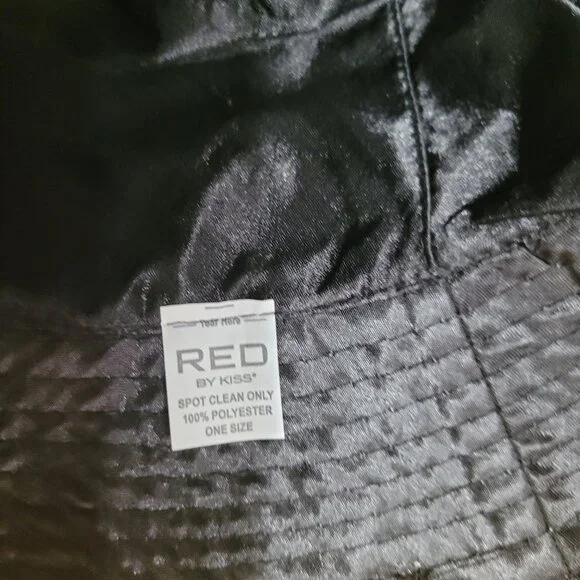 Tear Here
RED
BY KISS®
SPOT CLEAN ONLY
100% POLYESTER
ONE SIZE